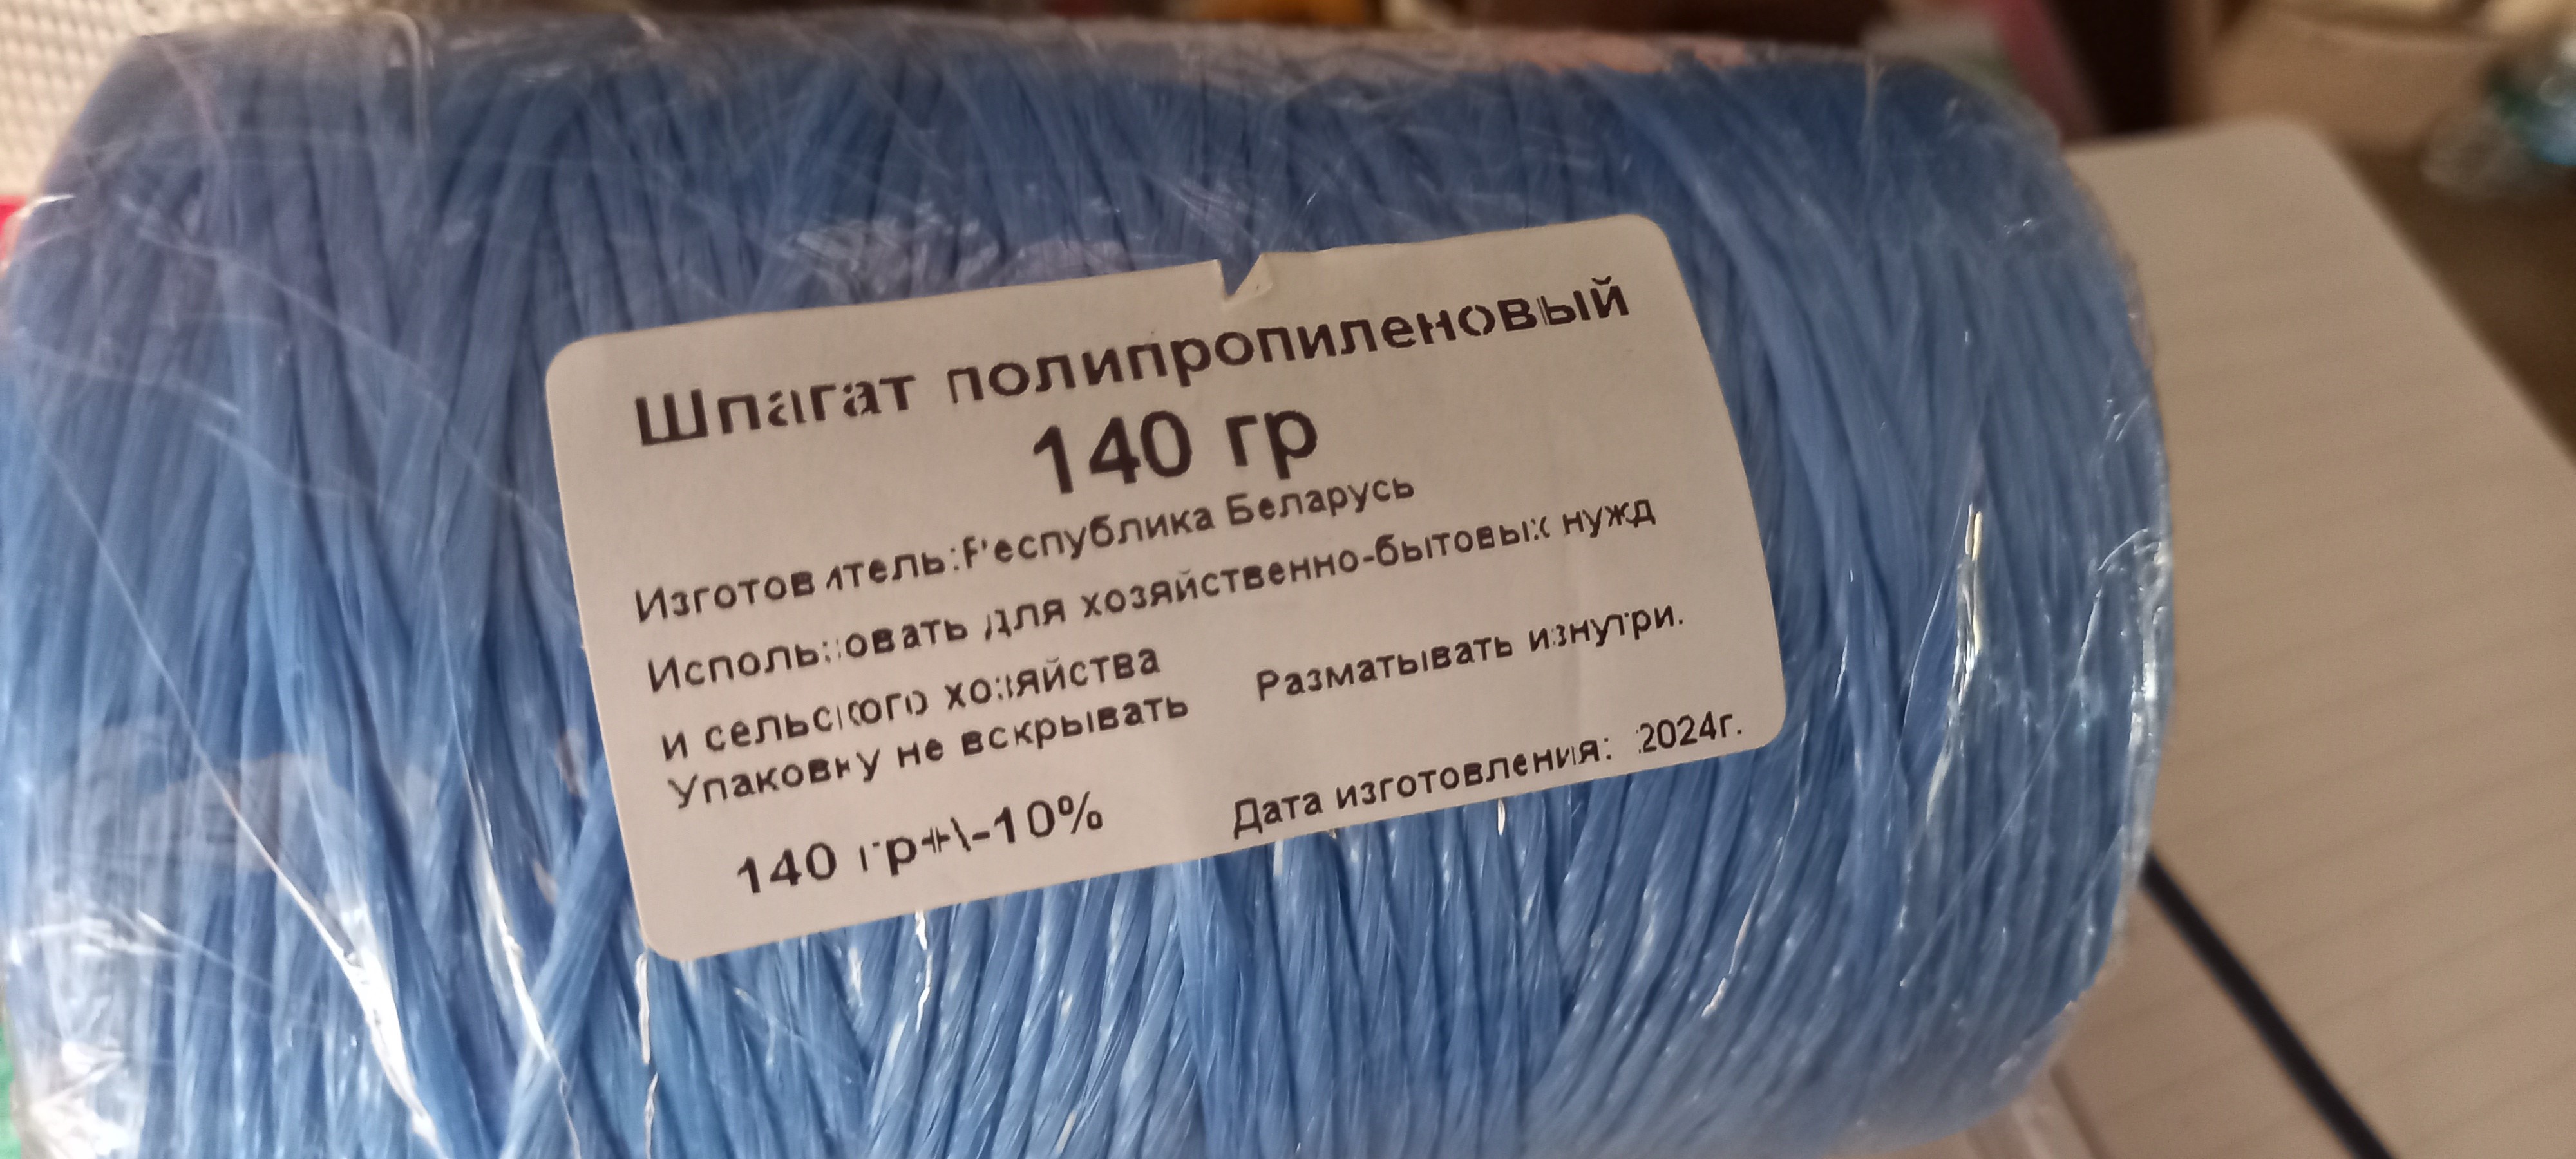 Шпагат полипропиленовый
140 гр
Изготовитель:Республика Беларусь
Использовать для хозяйственно-бытовых нужд
и сельского хозяйства
Упаковку не вскрывать Разматывать изнутри.
140 гр+\-10% Дата изготовления: 2024г.